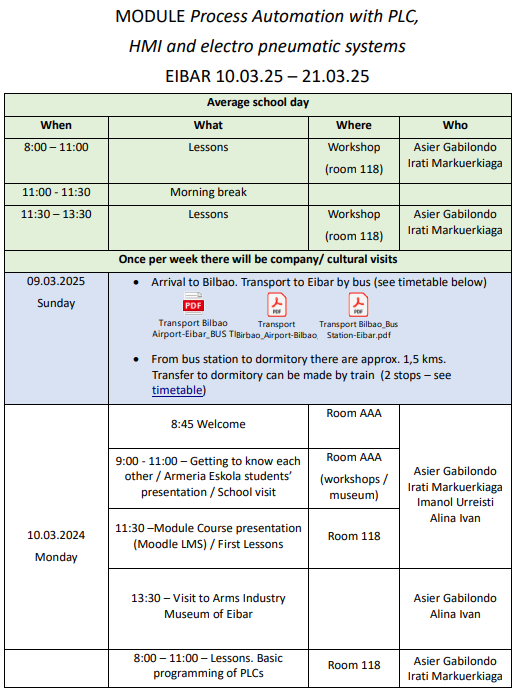 MODULE Process Automation with PLC,
HMI and electro pneumatic systems
EIBAR 10.03.25 – 21.03.25
Average school day
When What Where Who
8:00 – 11:00 Lessons Workshop (room 118) Asier Gabilondo Irati Markuerkiaga
11:00 - 11:30 Morning break
11:30 – 13:30 Lessons Workshop (room 118) Asier Gabilondo Irati Markuerkiaga
Once per week there will be company/ cultural visits
09.03.2025
Sunday
• Arrival to Bilbao. Transport to Eibar by bus (see timetable below)
PDF
Transport Bilbao
Airport-Eibar_BUS TI
Transport
Birbao_Airport-Bilbao_
Transport Bilbao_Bus
Station-Eibar.pdf
• From bus station to dormitory there are approx. 1,5 kms.
Transfer to dormitory can be made by train (2 stops – see
timetable)
10.03.2024
Monday
8:45 Welcome
Room AAA
9:00 - 11:00 – Getting to know each
other / Armeria Eskola students’
presentation / School visit
Room AAA
(workshops /
museum)
11:30 –Module Course presentation
(Moodle LMS) / First Lessons
Room 118
Asier Gabilondo
Irati Markuerkiaga
Imanol Urreisti
Alina Ivan
13:30 – Visit to Arms Industry
Museum of Eibar
Asier Gabilondo
Alina Ivan
8:00 – 11:00 – Lessons. Basic
programming of PLCs
Room 118
Asier Gabilondo
Irati Markuerkiaga